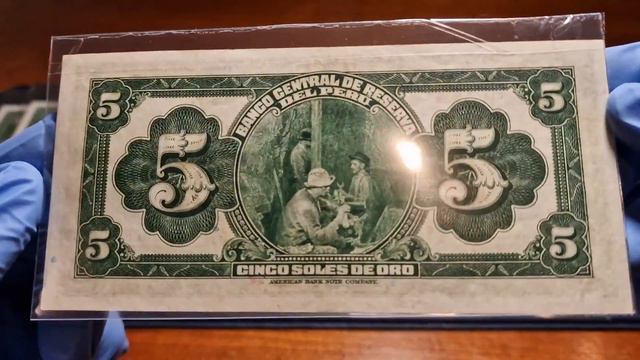 BANCO CENTRAL DE RESERVA
DEL PERU
5 5
5 5
5 5
CINCO SOLES DE ORO
AMERICAN BANK NOTE COMPANY.